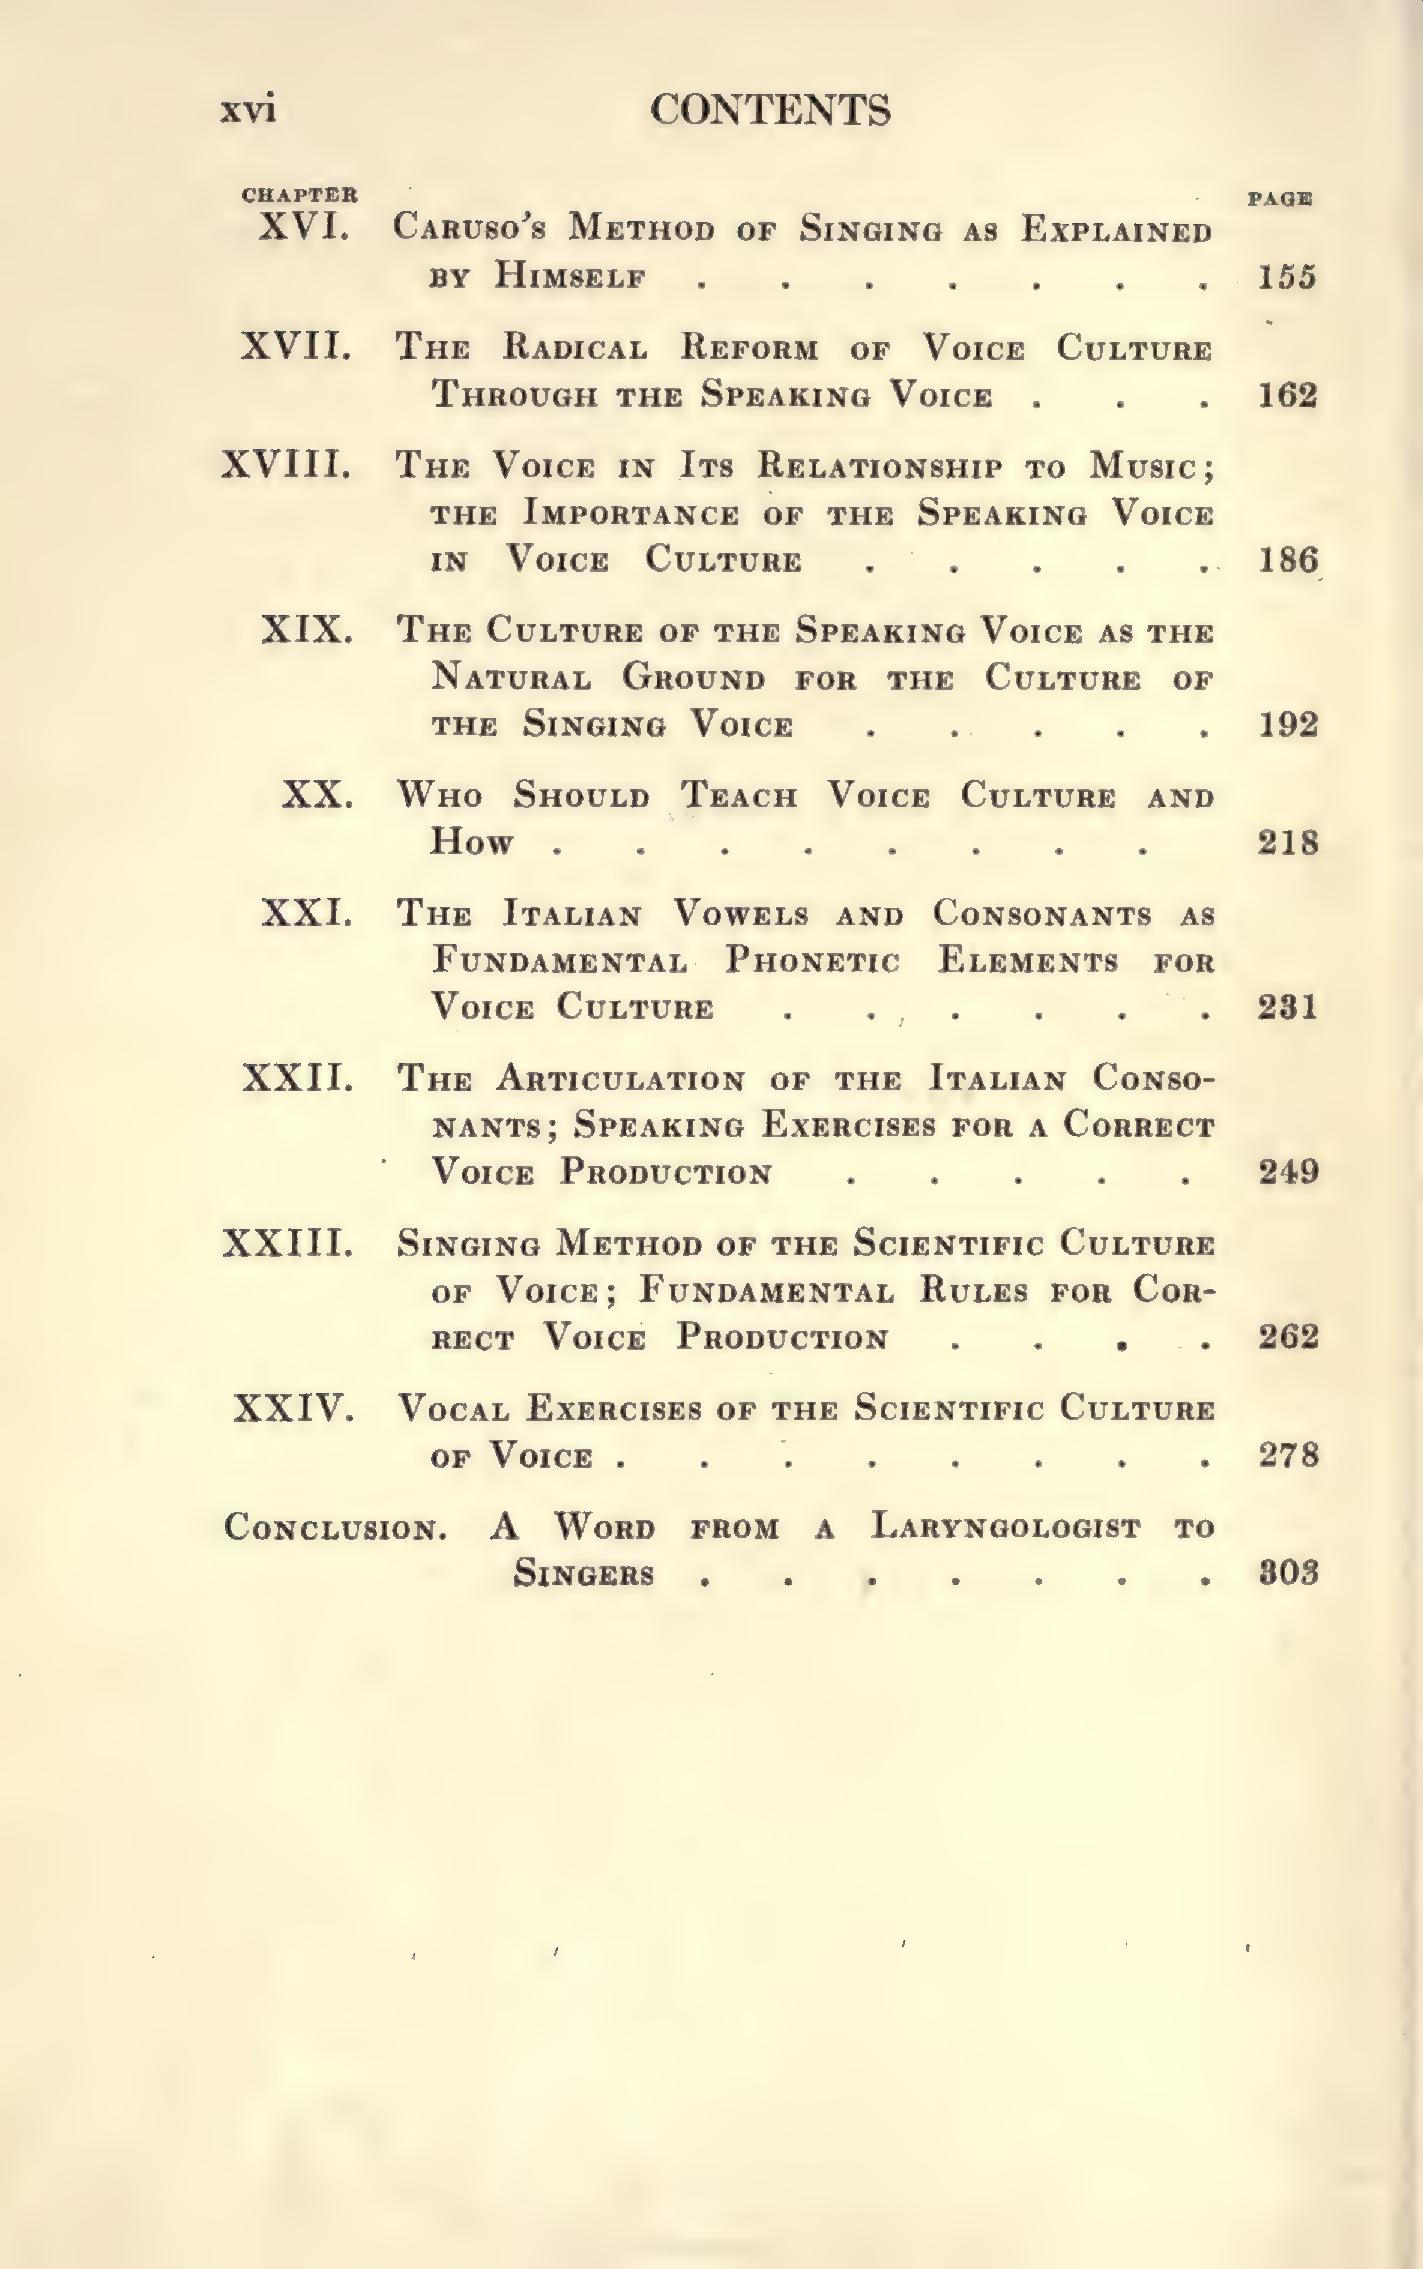 xvi CONTENTS
CHAPTER PAGE
XVI. Caruso's Method of Singing as Explained
by Himself . . . . . . . 155
XVII. The Radical Reform of Voice Culture
Through the Speaking Voice . . . 162
XVIII. The Voice in Its Relationship to Music;
the Importance of the Speaking Voice
in Voice Culture . . . . . 186
XIX. The Culture of the Speaking Voice as the
Natural Ground for the Culture of
the Singing Voice . . . . . 192
XX. Who Should Teach Voice Culture and
How . . . . . . . . 218
XXI. The Italian Vowels and Consonants as
Fundamental Phonetic Elements for
Voice Culture . . . . . . 231
XXII. The Articulation of the Italian Conso-
nants; Speaking Exercises for a Correct
Voice Production . . . . . 249
XXIII. Singing Method of the Scientific Culture
of Voice; Fundamental Rules for Cor-
rect Voice Production . . . . 262
XXIV. Vocal Exercises of the Scientific Culture
of Voice . . . . . . . . 278
Conclusion. A Word from a Laryngologist to
Singers . . . . . . . 303